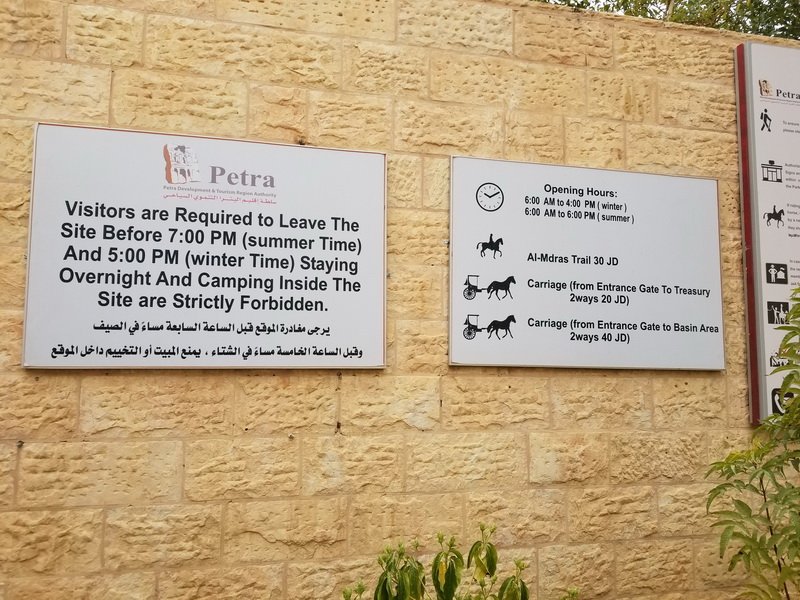 Petra
Petra Development & Tourism Region Authority
سلطة إقليم البترا التنموي السياحي
Visitors are Required to Leave The
Site Before 7:00 PM (summer Time)
And 5:00 PM (winter Time) Staying
Overnight And Camping Inside The
Site are Strictly Forbidden.
يرجى مغادرة الموقع قبل الساعة السابعة مساءً في الصيف
وقبل الساعة الخامسة مساءً في الشتاء ، يمنع المبيت أو التخييم داخل الموقع
Opening Hours:
6:00 AM to 4:00 PM ( winter )
6:00 AM to 6:00 PM ( summer )
Al-Mdras Trail 30 JD
Carriage (from Entrance Gate To Treasury
2ways 20 JD)
Carriage (from Entrance Gate to Basin Area
2ways 40 JD)
Petra
To ensure
please